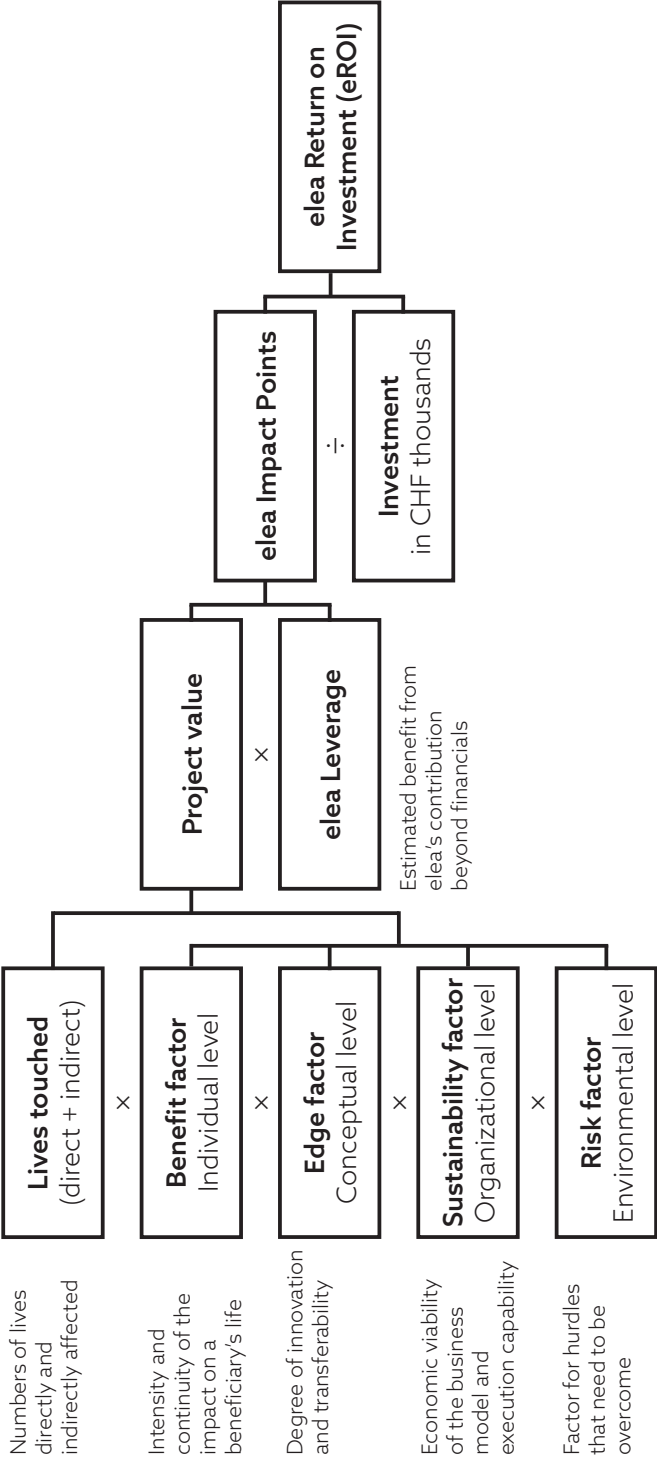 Numbers of lives
directly and
indirectly affected
Lives touched
(direct + indirect)
×
Intensity and
continuity of the
impact on a
beneficiary's life
Benefit factor
Individual level
×
Degree of innovation
and transferability
Edge factor
Conceptual level
×
Economic viability
of the business
model and
execution capability
Sustainability factor
Organizational level
×
Factor for hurdles
that need to be
overcome
Risk factor
Environmental level
Project value
×
elea Leverage
Estimated benefit from
elea's contribution
beyond financials
elea Impact Points
÷
Investment
in CHF thousands
elea Return on
Investment (eROI)